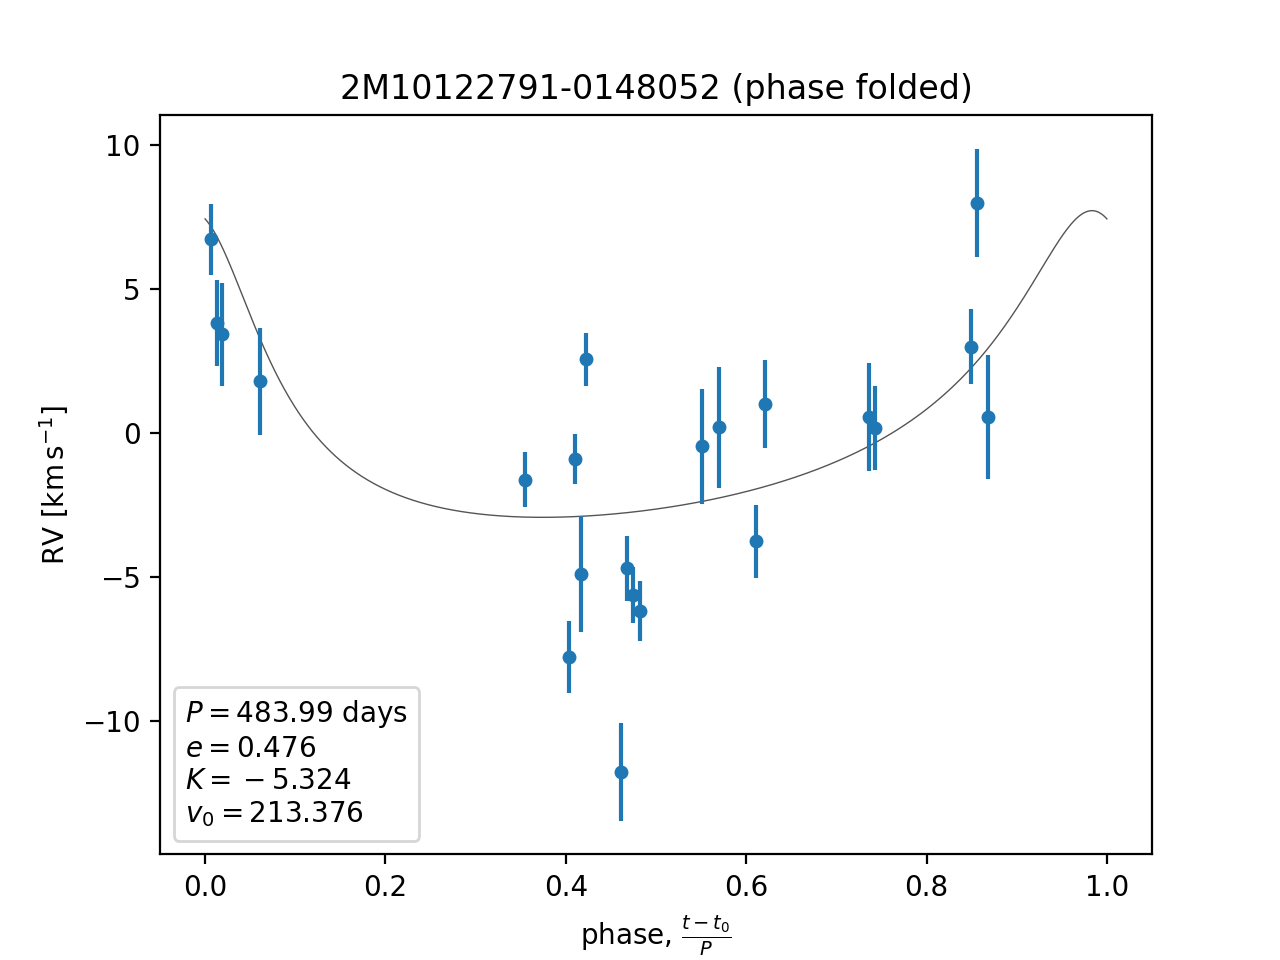 2M10122791-0148052 (phase folded)
10
5
0
−5
−10
RV [km s⁻¹]
P = 483.99 days
e = 0.476
K = −5.324
v₀ = 213.376
0.0 0.2 0.4 0.6 0.8 1.0
phase, (t − t₀)/P